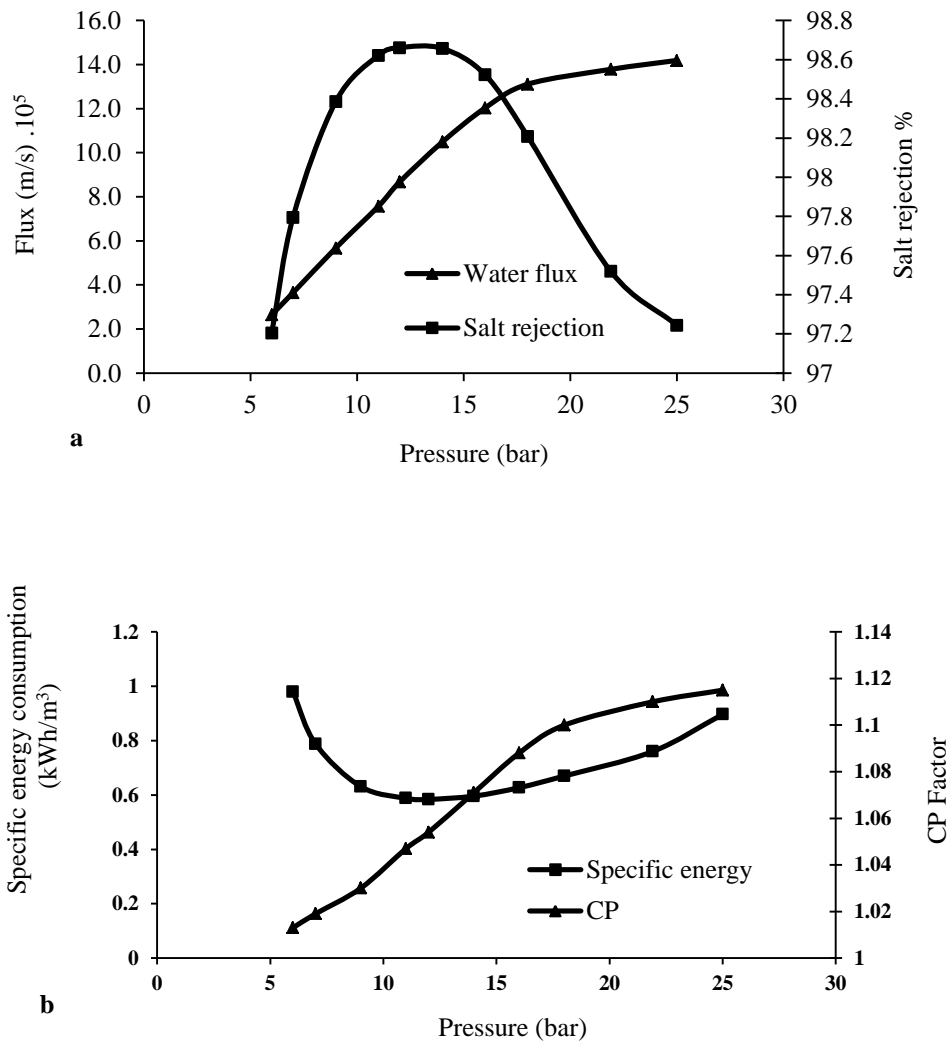 Flux (m/s) .10⁵
16.0
14.0
12.0
10.0
8.0
6.0
4.0
2.0
0.0
98.8
98.6
98.4
98.2
98
97.8
97.6
97.4
97.2
97
Salt rejection %
Water flux
Salt rejection
0 5 10 15 20 25 30
Pressure (bar)
a
Specific energy consumption
(kWh/m³)
1.2
1
0.8
0.6
0.4
0.2
0
1.14
1.12
1.1
1.08
1.06
1.04
1.02
1
CP Factor
Specific energy
CP
0 5 10 15 20 25 30
Pressure (bar)
b